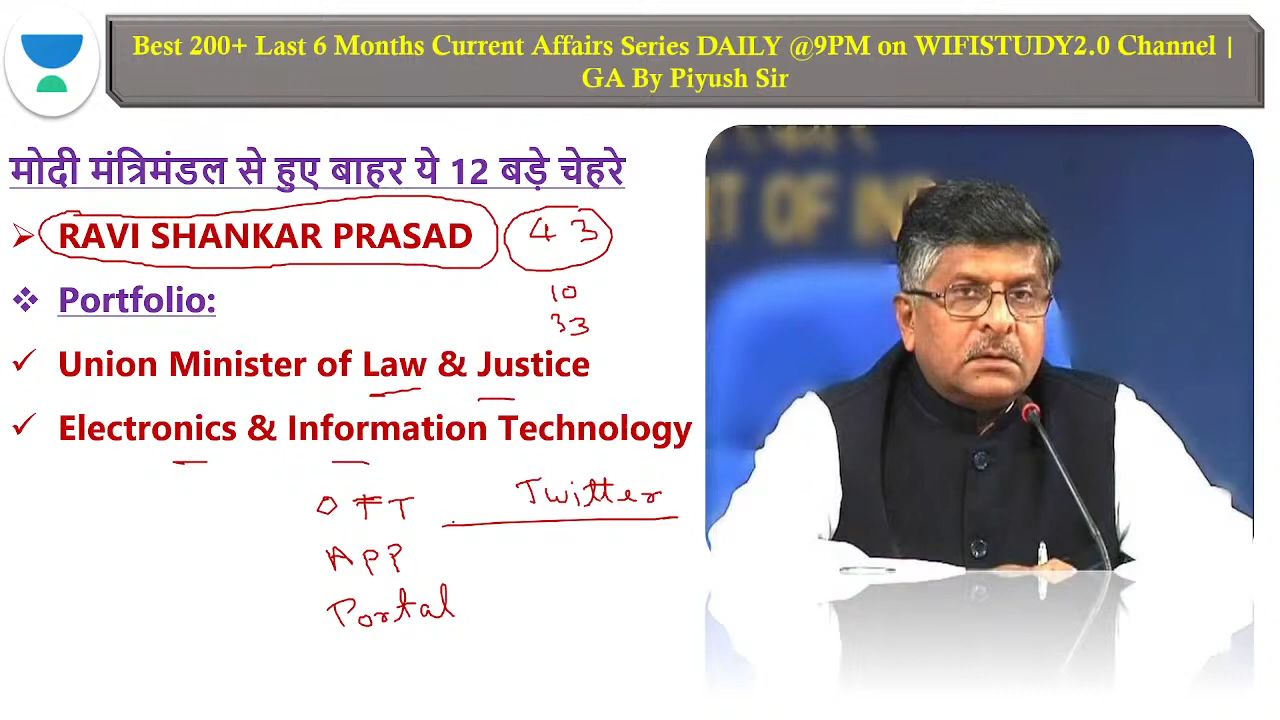 Best 200+ Last 6 Months Current Affairs Series DAILY @9PM on WIFISTUDY2.0 Channel |
GA By Piyush Sir
मोदी मंत्रिमंडल से हुए बाहर ये 12 बड़े चेहरे
RAVI SHANKAR PRASAD 43
Portfolio: 10
33
Union Minister of Law & Justice
Electronics & Information Technology
OFT Twitter
APP
Portal